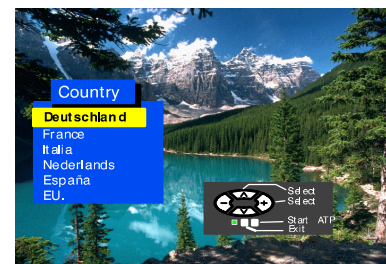 Country
Deutschland
France
Italia
Nederlands
España
EU.
Select
Select
Start ATP
Exit